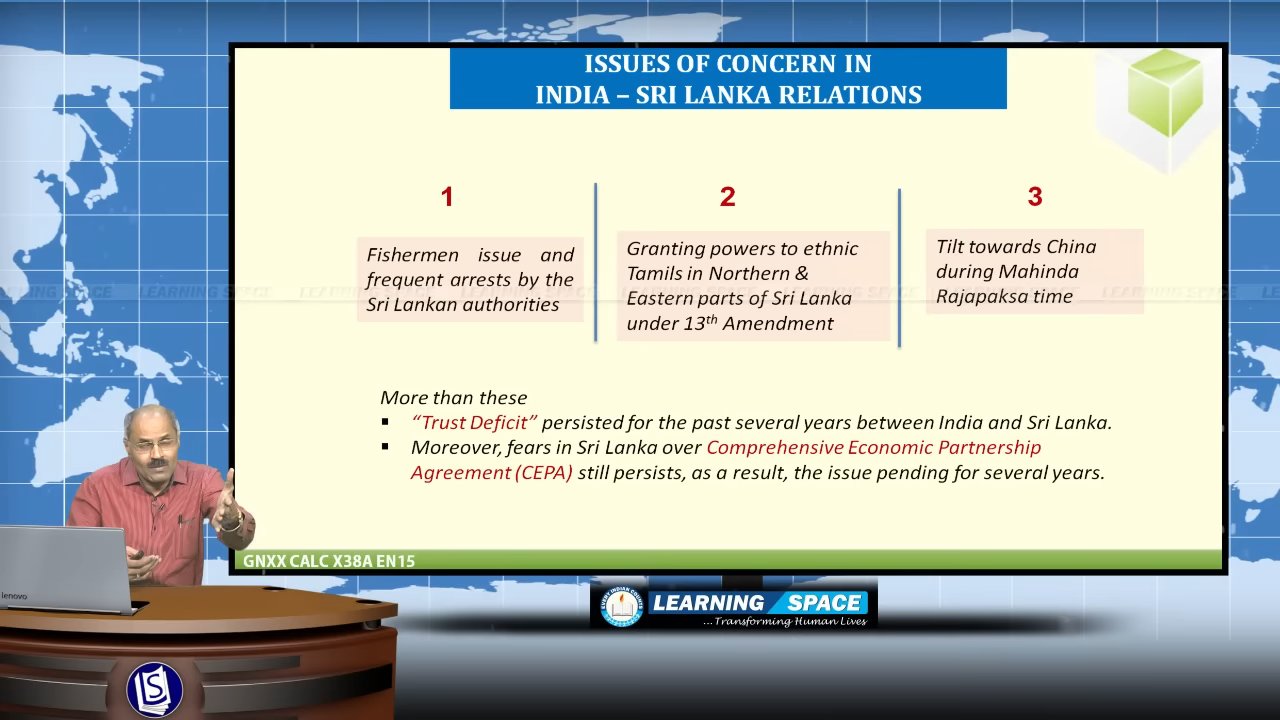 ISSUES OF CONCERN IN
INDIA – SRI LANKA RELATIONS
1
Fishermen issue and
frequent arrests by the
Sri Lankan authorities
2
Granting powers to ethnic
Tamils in Northern &
Eastern parts of Sri Lanka
under 13th Amendment
3
Tilt towards China
during Mahinda
Rajapaksa time
More than these
▪ “Trust Deficit” persisted for the past several years between India and Sri Lanka.
▪ Moreover, fears in Sri Lanka over Comprehensive Economic Partnership
Agreement (CEPA) still persists, as a result, the issue pending for several years.
GNXX CALC X38A EN15
LEARNING SPACE
...Transforming Human Lives
lenovo
LS